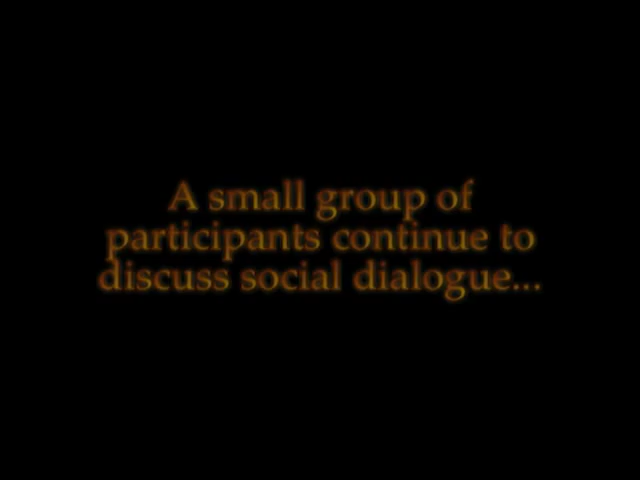 A small group of
participants continue to
discuss social dialogue...